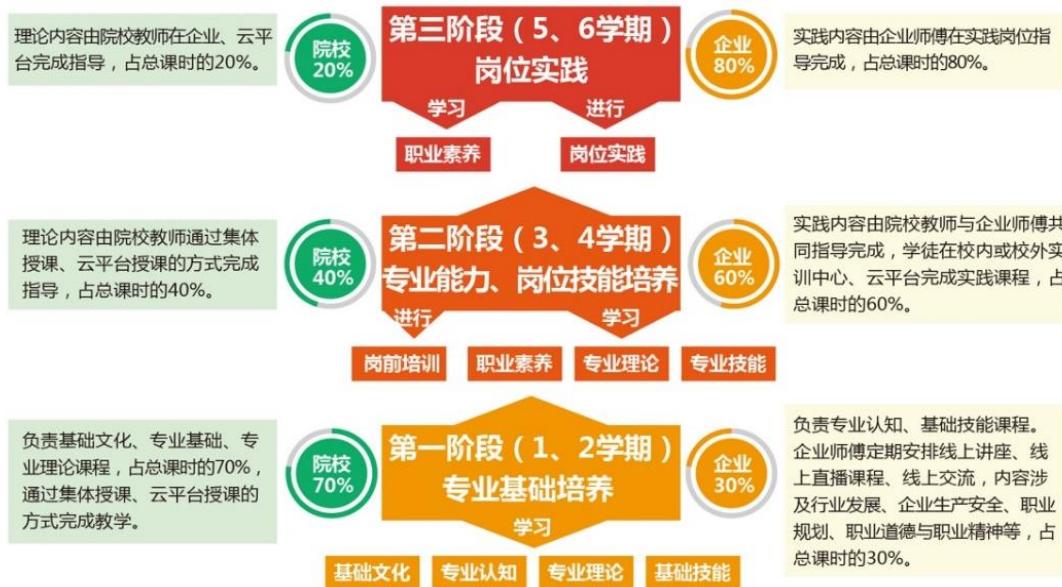 理论内容由院校教师在企业、云平
台完成指导，占总课时的20%。
院校
20%
第三阶段（5、6学期）
岗位实践
学习
进行
职业素养
岗位实践
企业
80%
实践内容由企业师傅在实践岗位指
导完成，占总课时的80%。
理论内容由院校教师通过集体
授课、云平台授课的方式完成
指导，占总课时的40%。
院校
40%
第二阶段（3、4学期）
专业能力、岗位技能培养
进行
学习
岗前培训
职业素养
专业理论
专业技能
企业
60%
实践内容由院校教师与企业师傅共
同指导完成，学徒在校内或校外实
训中心、云平台完成实践课程，占
总课时的60%。
负责基础文化、专业基础、专
业理论课程，占总课时的70%，
通过集体授课、云平台授课的
方式完成教学。
院校
70%
第一阶段（1、2学期）
专业基础培养
学习
基础文化
专业认知
专业理论
基础技能
企业
30%
负责专业认知、基础技能课程。
企业师傅定期安排线上讲座、线
上直播课程、线上交流，内容涉
及行业发展、企业生产安全、职业
规划、职业道德与职业精神等，占
总课时的30%。